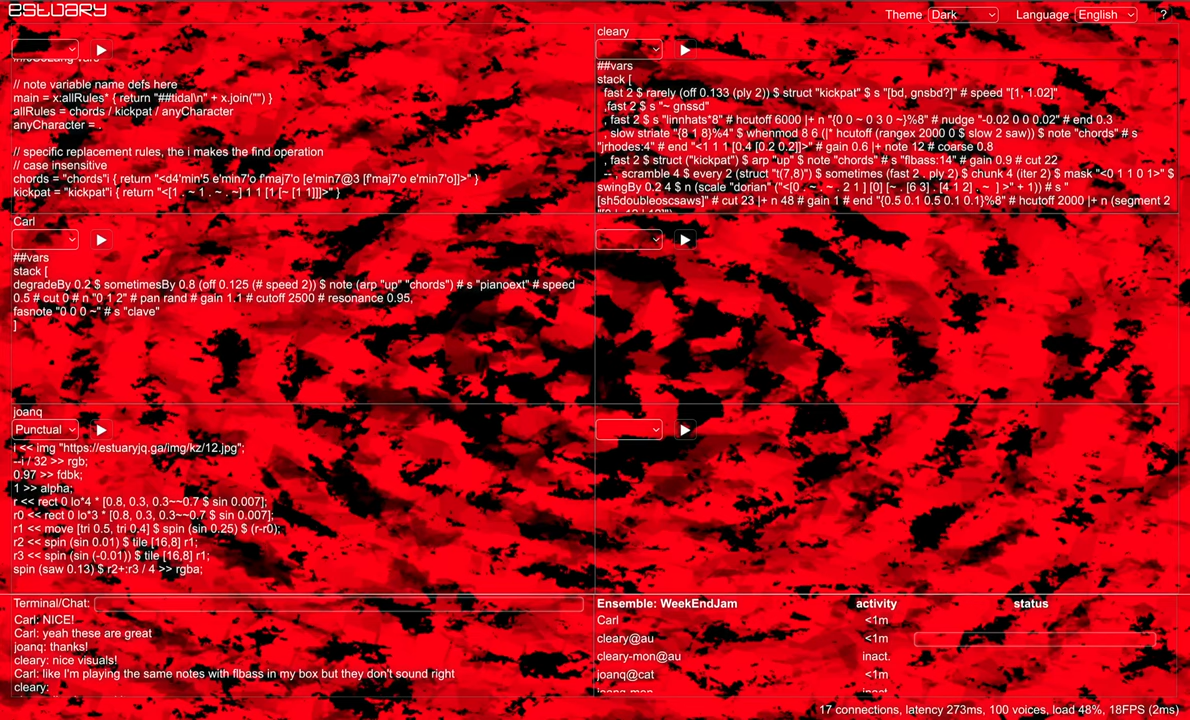 estuary
Theme Dark Language English ?
// note variable name defs here
main = x:allRules* { return "##tidal\n" + x.join("") }
allRules = chords / kickpat / anyCharacter
anyCharacter = .
// specific replacement rules, the i makes the find operation
// case insensitive
chords = "chords"i { return "<d4'min'5 e'min7'o f'maj7'o [e'min7'@3 [f'maj7'o e'min7'o]]>" }
kickpat = "kickpat"i { return "<[1 . ~ 1 . ~ . ~] 1 1 [1 [~ [1 1]]]>" }
cleary
##vars
stack [
fast 2 $ rarely (off 0.133 (ply 2)) $ struct "kickpat" $ s "[bd, gnsbd?]" # speed "[1, 1.02]"
,fast 2 $ s "~ gnssd"
, fast 2 $ s "linnhats*8" # hcutoff 6000 |+ n "{0 0 ~ 0 3 0 ~}%8" # nudge "-0.02 0 0 0.02" # end 0.3
, slow striate "{8 1 8}%4" $ whenmod 8 6 (|* hcutoff (rangex 2000 0 $ slow 2 saw)) $ note "chords" # s
"jrhodes:4" # end "<1 1 1 [0.4 [0.2 0.2]]>" # gain 0.6 |+ note 12 # coarse 0.8
, fast 2 $ struct ("kickpat") $ arp "up" $ note "chords" # s "flbass:14" # gain 0.9 # cut 22
-- , scramble 4 $ every 2 (struct "t(7,8)") $ sometimes (fast 2 . ply 2) $ chunk 4 (iter 2) $ mask "<0 1 1 0 1>" $
swingBy 0.2 4 $ n (scale "dorian" ("<[0 . ~ . ~ . 2 1 ] [0] [~ . [6 3] . [4 1 2] . ~ ] >" + 1)) # s "
[sh5doubleoscsaws]" # cut 23 |+ n 48 # gain 1 # end "{0.5 0.1 0.5 0.1 0.1}%8" # hcutoff 2000 |+ n (segment 2
Carl
##vars
stack [
degradeBy 0.2 $ sometimesBy 0.8 (off 0.125 (# speed 2)) $ note (arp "up" "chords") # s "pianoext" # speed
0.5 # cut 0 # n "0 1 2" # pan rand # gain 1.1 # cutoff 2500 # resonance 0.95,
fasnote "0 0 0 ~" # s "clave"
]
joanq
Punctual
i << img "https://estuaryjq.ga/img/kz/12.jpg";
--i / 32 >> rgb;
0.97 >> fdbk;
1 >> alpha;
r << rect 0 lo*4 * [0.8, 0.3, 0.3~~0.7 $ sin 0.007];
r0 << rect 0 lo*3 * [0.8, 0.3, 0.3~~0.7 $ sin 0.007];
r1 << move [tri 0.5, tri 0.4] $ spin (sin 0.25) $ (r-r0);
r2 << spin (sin 0.01) $ tile [16,8] r1;
r3 << spin (sin (-0.01)) $ tile [16,8] r1;
spin (saw 0.13) $ r2+:r3 / 4 >> rgba;
Terminal/Chat:
Carl: NICE!
Carl: yeah these are great
joanq: thanks!
cleary: nice visuals!
Carl: like I'm playing the same notes with flbass in my box but they don't sound right
cleary:
Ensemble: WeekEndJam activity status
Carl <1m
cleary@au <1m
cleary-mon@au inact.
joanq@cat <1m
17 connections, latency 273ms, 100 voices, load 48%, 18FPS (2ms)